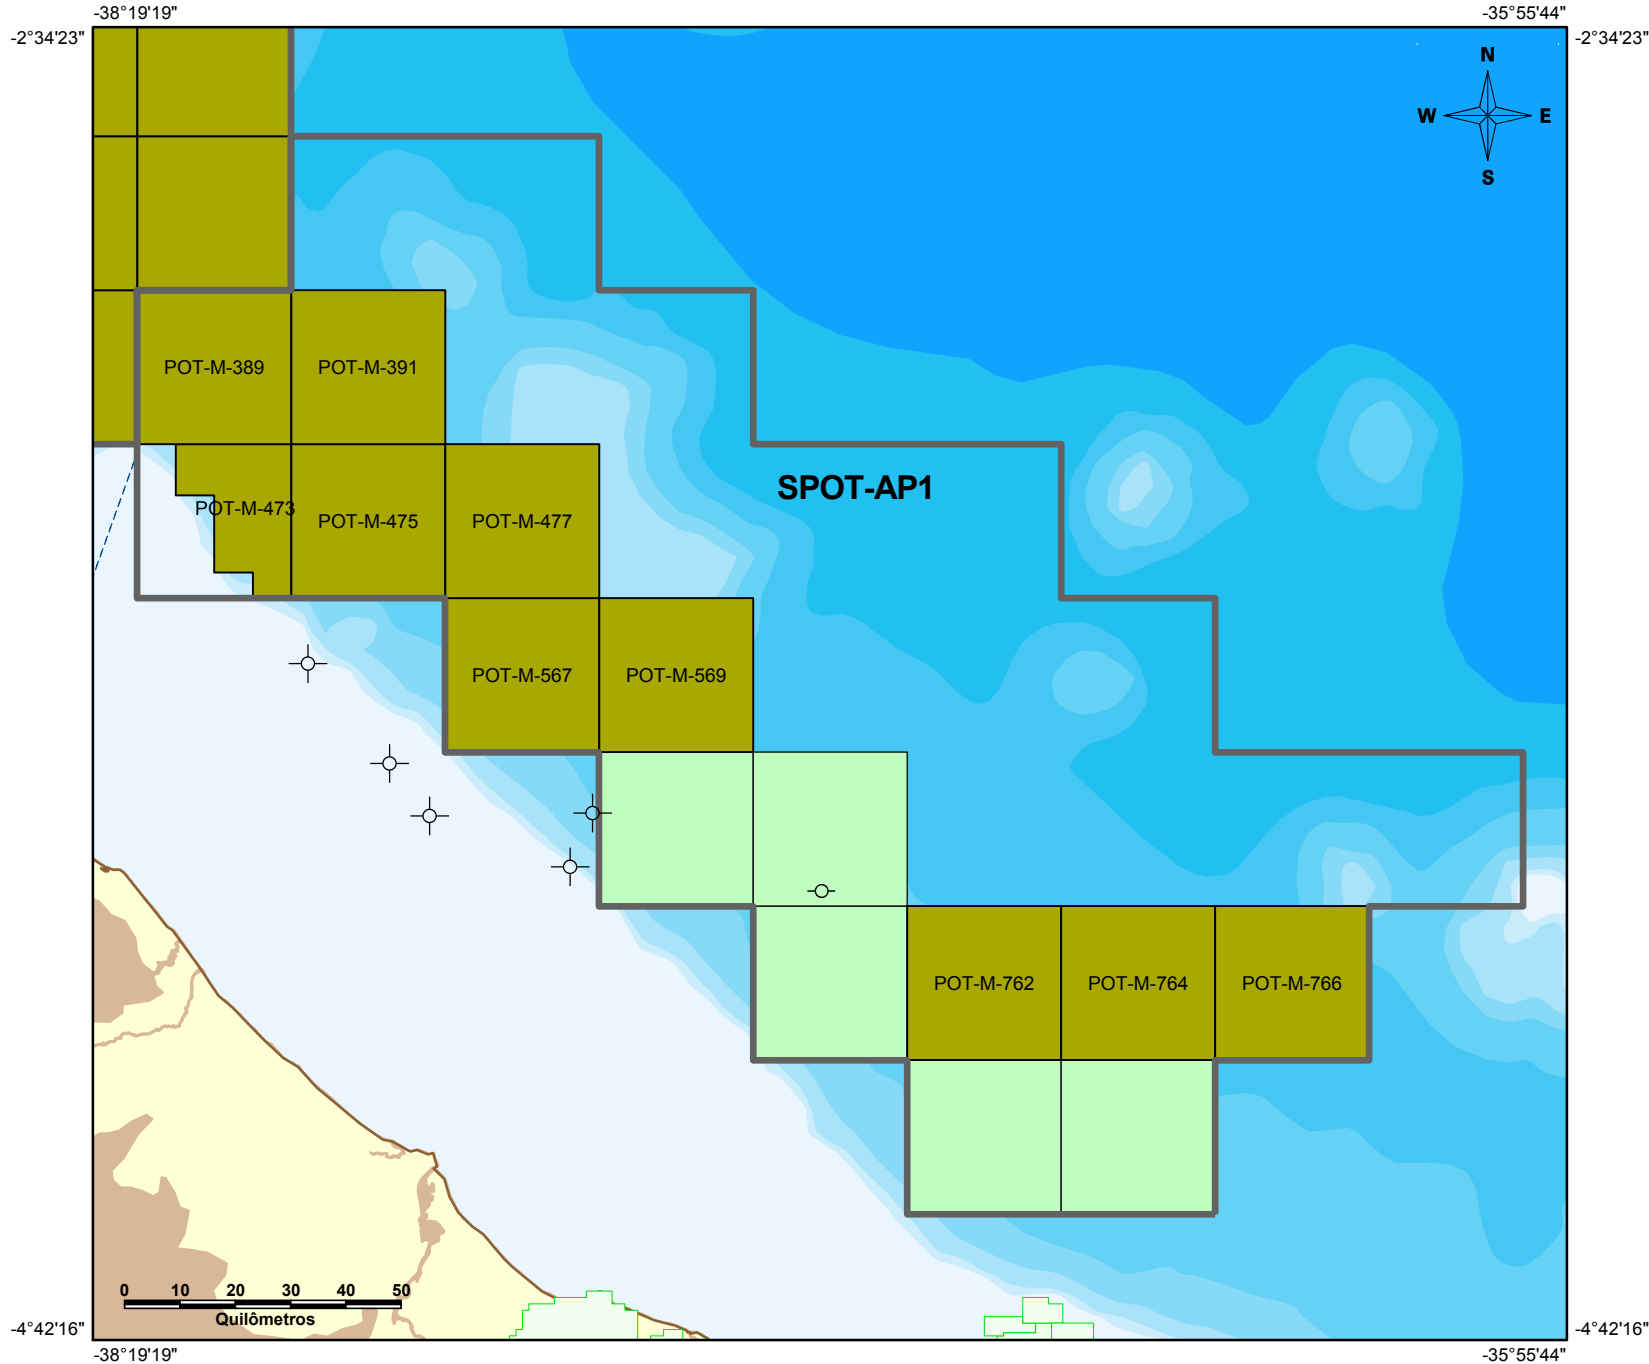 -38°19'19"
-35°55'44"
-2°34'23"
-2°34'23"
N
W
E
S
POT-M-389
POT-M-391
SPOT-AP1
POT-M-473
POT-M-475
POT-M-477
POT-M-567
POT-M-569
POT-M-762
POT-M-764
POT-M-766
0 10 20 30 40 50
Quilômetros
-4°42'16"
-4°42'16"
-38°19'19"
-35°55'44"